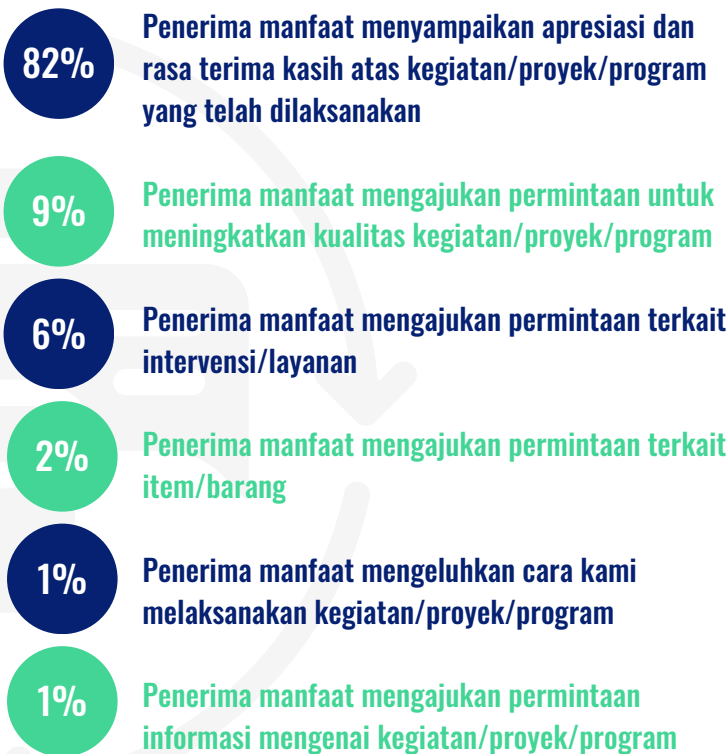 82%
Penerima manfaat menyampaikan apresiasi dan
rasa terima kasih atas kegiatan/proyek/program
yang telah dilaksanakan
9%
Penerima manfaat mengajukan permintaan untuk
meningkatkan kualitas kegiatan/proyek/program
6%
Penerima manfaat mengajukan permintaan terkait
intervensi/layanan
2%
Penerima manfaat mengajukan permintaan terkait
item/barang
1%
Penerima manfaat mengeluhkan cara kami
melaksanakan kegiatan/proyek/program
1%
Penerima manfaat mengajukan permintaan
informasi mengenai kegiatan/proyek/program